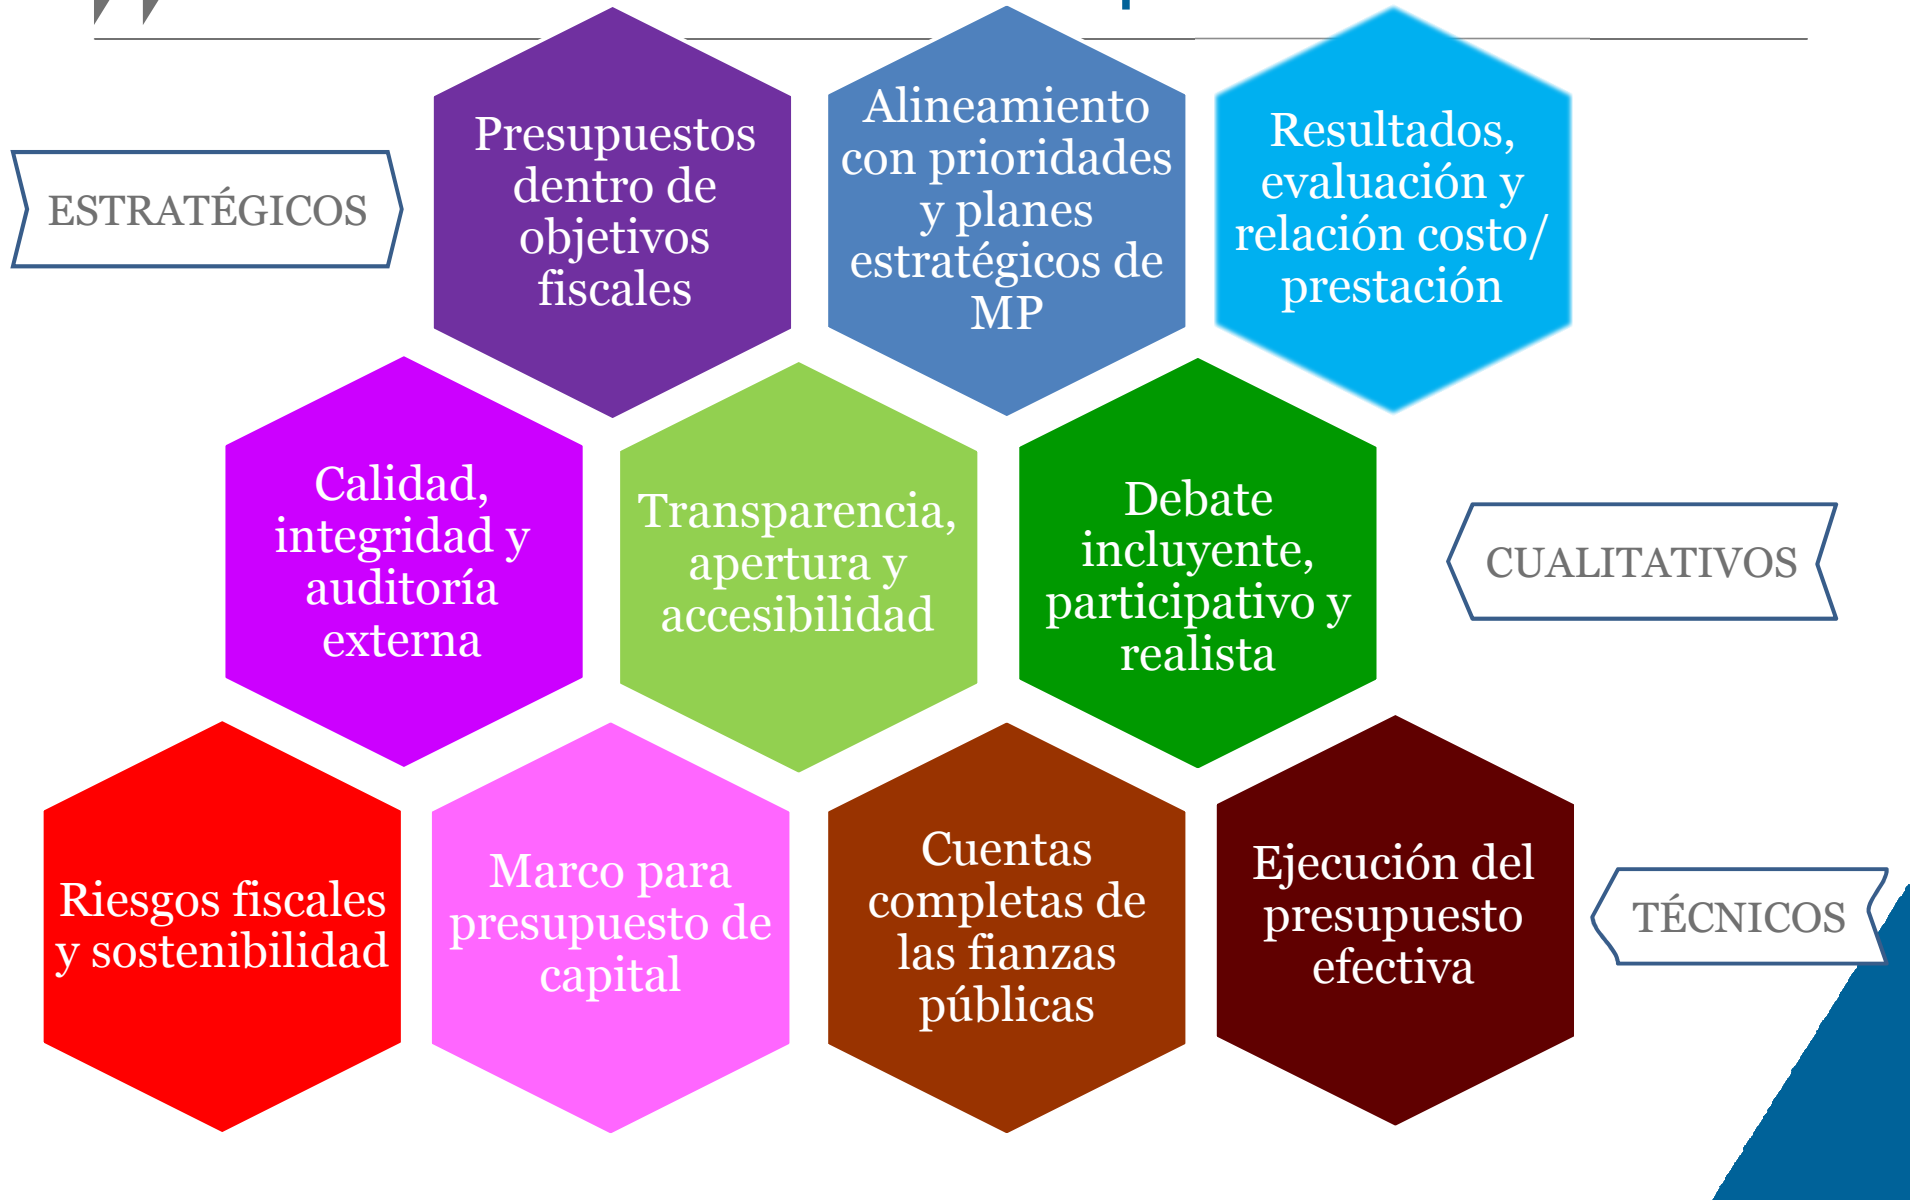 ESTRATÉGICOS
Presupuestos
dentro de
objetivos
fiscales
Alineamiento
con prioridades
y planes
estratégicos de
MP
Resultados,
evaluación y
relación costo/
prestación
Calidad,
integridad y
auditoría
externa
Transparencia,
apertura y
accesibilidad
Debate
incluyente,
participativo y
realista
CUALITATIVOS
Riesgos fiscales
y sostenibilidad
Marco para
presupuesto de
capital
Cuentas
completas de
las fianzas
públicas
Ejecución del
presupuesto
efectiva
TÉCNICOS